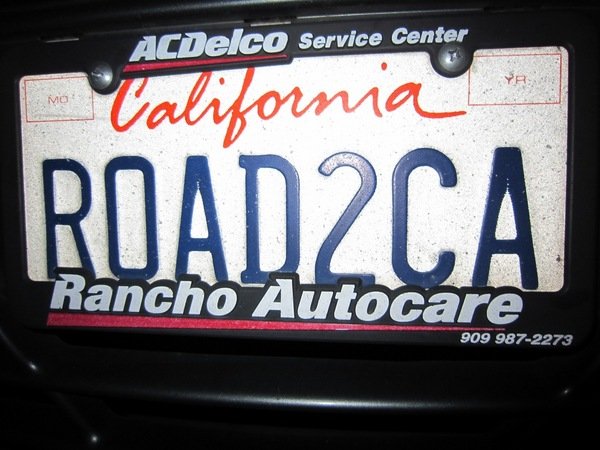 ACDelco Service Center
MO California YR
ROAD2CA
Rancho Autocare
909 987-2273